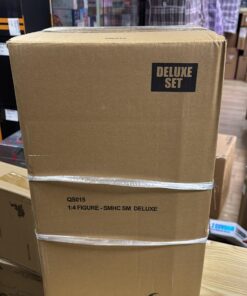 DELUXE
SET
QS015
1:4 FIGURE - SMHC SM DELUXE